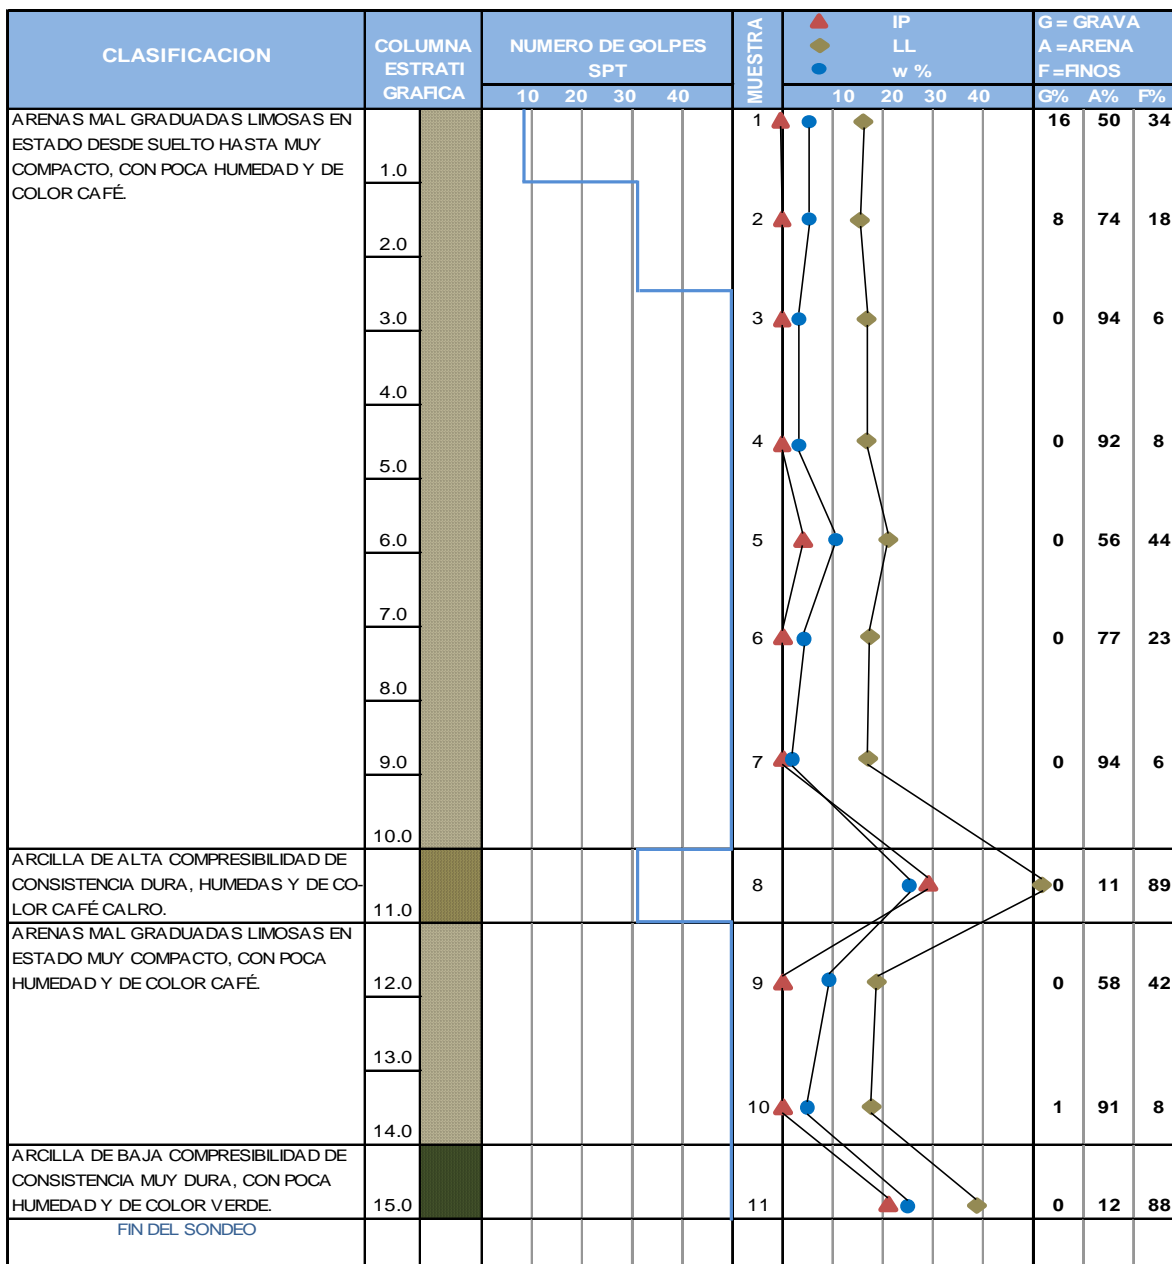 CLASIFICACION
COLUMNA
ESTRATI
GRAFICA
NUMERO DE GOLPES
SPT
10 20 30 40
MUESTRA
IP
LL
w %
10 20 30 40
G = GRAVA
A =ARENA
F =FINOS
G% A% F%
ARENAS MAL GRADUADAS LIMOSAS EN
ESTADO DESDE SUELTO HASTA MUY
COMPACTO, CON POCA HUMEDAD Y DE
COLOR CAFÉ.
1 16 50 34
1.0
2 8 74 18
2.0
3 0 94 6
3.0
4.0
4 0 92 8
5.0
5 0 56 44
6.0
7.0
6 0 77 23
8.0
7 0 94 6
9.0
10.0
ARCILLA DE ALTA COMPRESIBILIDAD DE
CONSISTENCIA DURA, HUMEDAS Y DE CO-
LOR CAFÉ CALRO.
8 0 11 89
11.0
ARENAS MAL GRADUADAS LIMOSAS EN
ESTADO MUY COMPACTO, CON POCA
HUMEDAD Y DE COLOR CAFÉ.
9 0 58 42
12.0
13.0
10 1 91 8
14.0
ARCILLA DE BAJA COMPRESIBILIDAD DE
CONSISTENCIA MUY DURA, CON POCA
HUMEDAD Y DE COLOR VERDE.
15.0
11 0 12 88
FIN DEL SONDEO